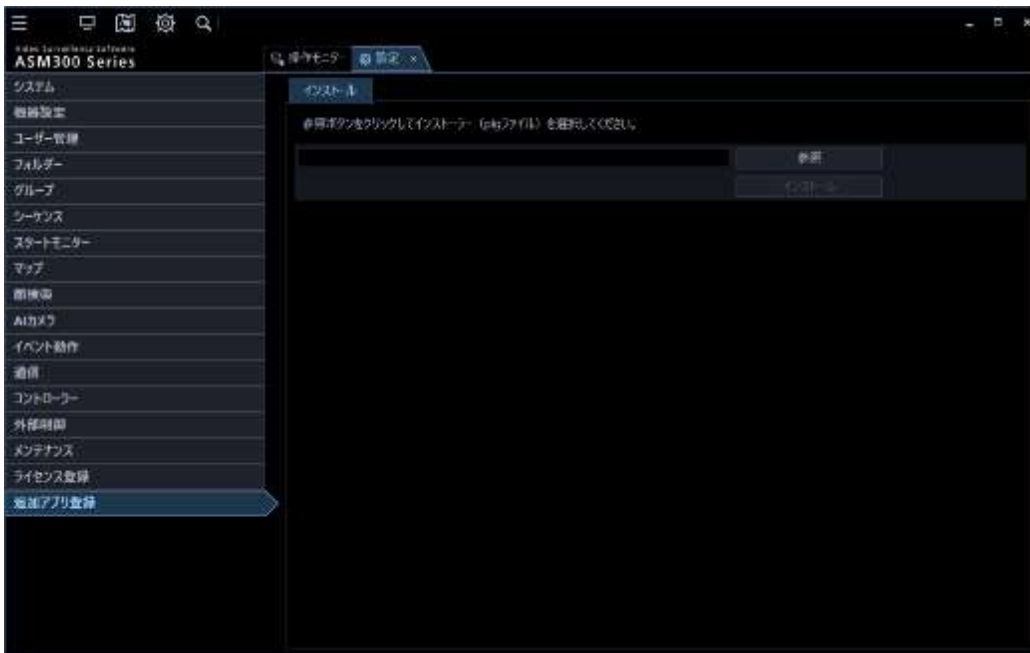 Video Surveillance Software
ASM300 Series
操作モニター
設定 ×
システム
機器設定
ユーザー管理
フォルダー
グループ
シーケンス
スタートモニター
マップ
顔検索
AIカメラ
イベント動作
通信
コントローラー
外部制御
メンテナンス
ライセンス登録
追加アプリ登録
インストール
参照ボタンをクリックしてインストーラー（pkgファイル）を選択してください。
参照
インストール